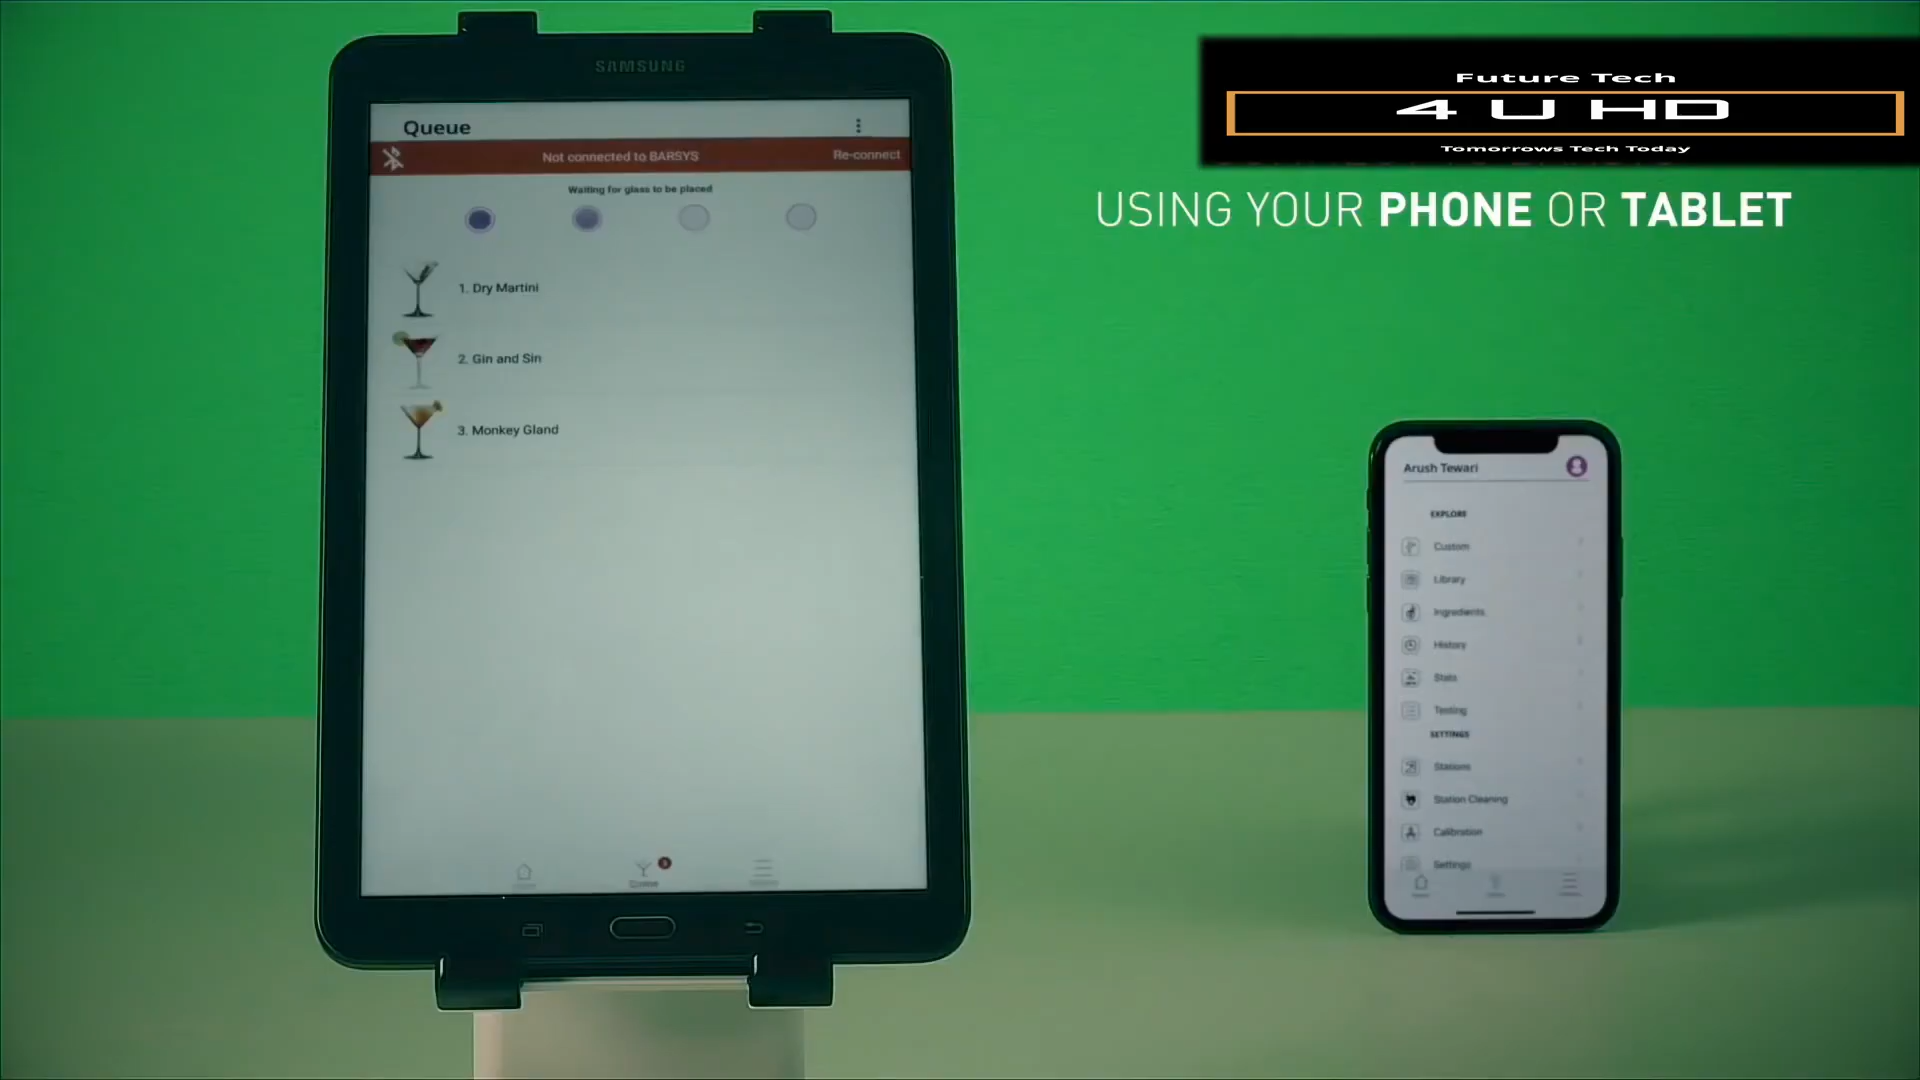 SAMSUNG
Queue
Not connected to BARSYS
Re-connect
Waiting for glass to be placed
1. Dry Martini
2. Gin and Sin
3. Monkey Gland
Queue
Future Tech
4 U HD
Tomorrows Tech Today
USING YOUR PHONE OR TABLET
Arush Tewari
EXPLORE
Custom
Library
Ingredients
History
Stats
Testing
SETTINGS
Stations
Station Cleaning
Calibration
Settings